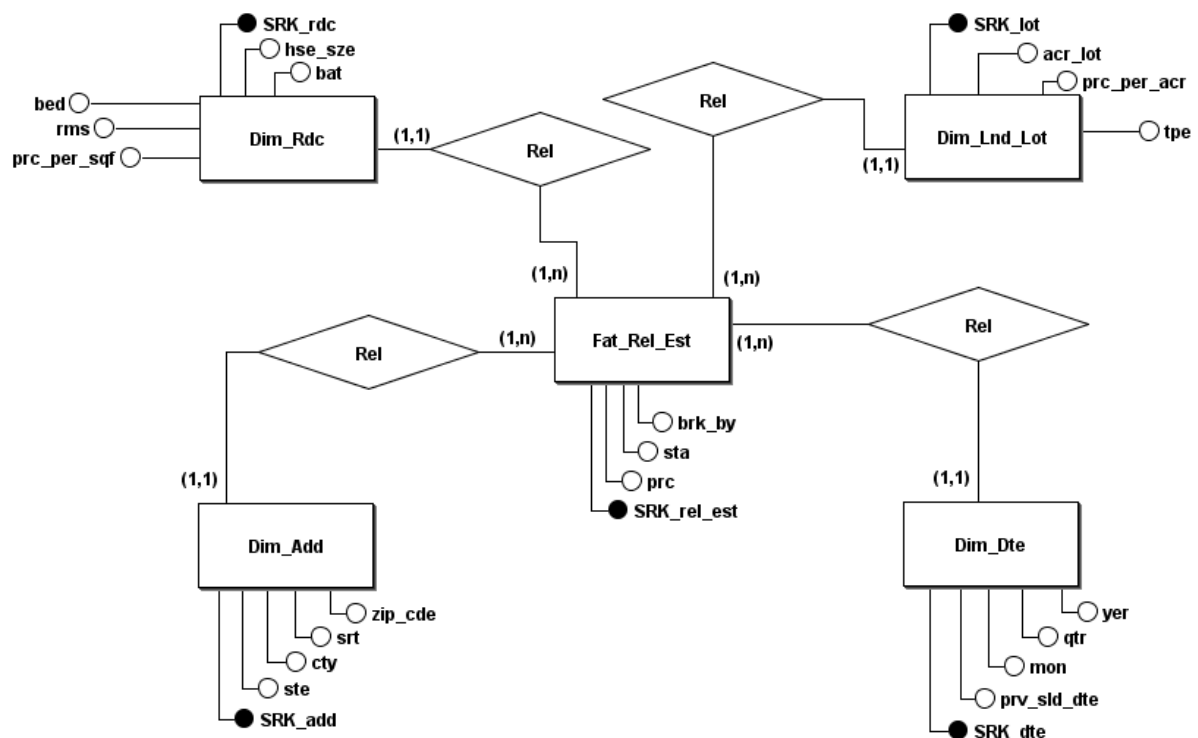 SRK_rdc
hse_sze
bat
bed
rms
prc_per_sqf
Dim_Rdc
(1,1)
Rel
(1,n)
SRK_lot
acr_lot
prc_per_acr
tpe
Dim_Lnd_Lot
Rel
(1,1)
(1,n)
Fat_Rel_Est
brk_by
sta
prc
SRK_rel_est
(1,n)
Rel
(1,1)
Dim_Add
zip_cde
srt
cty
ste
SRK_add
(1,n)
Rel
(1,1)
Dim_Dte
yer
qtr
mon
prv_sld_dte
SRK_dte